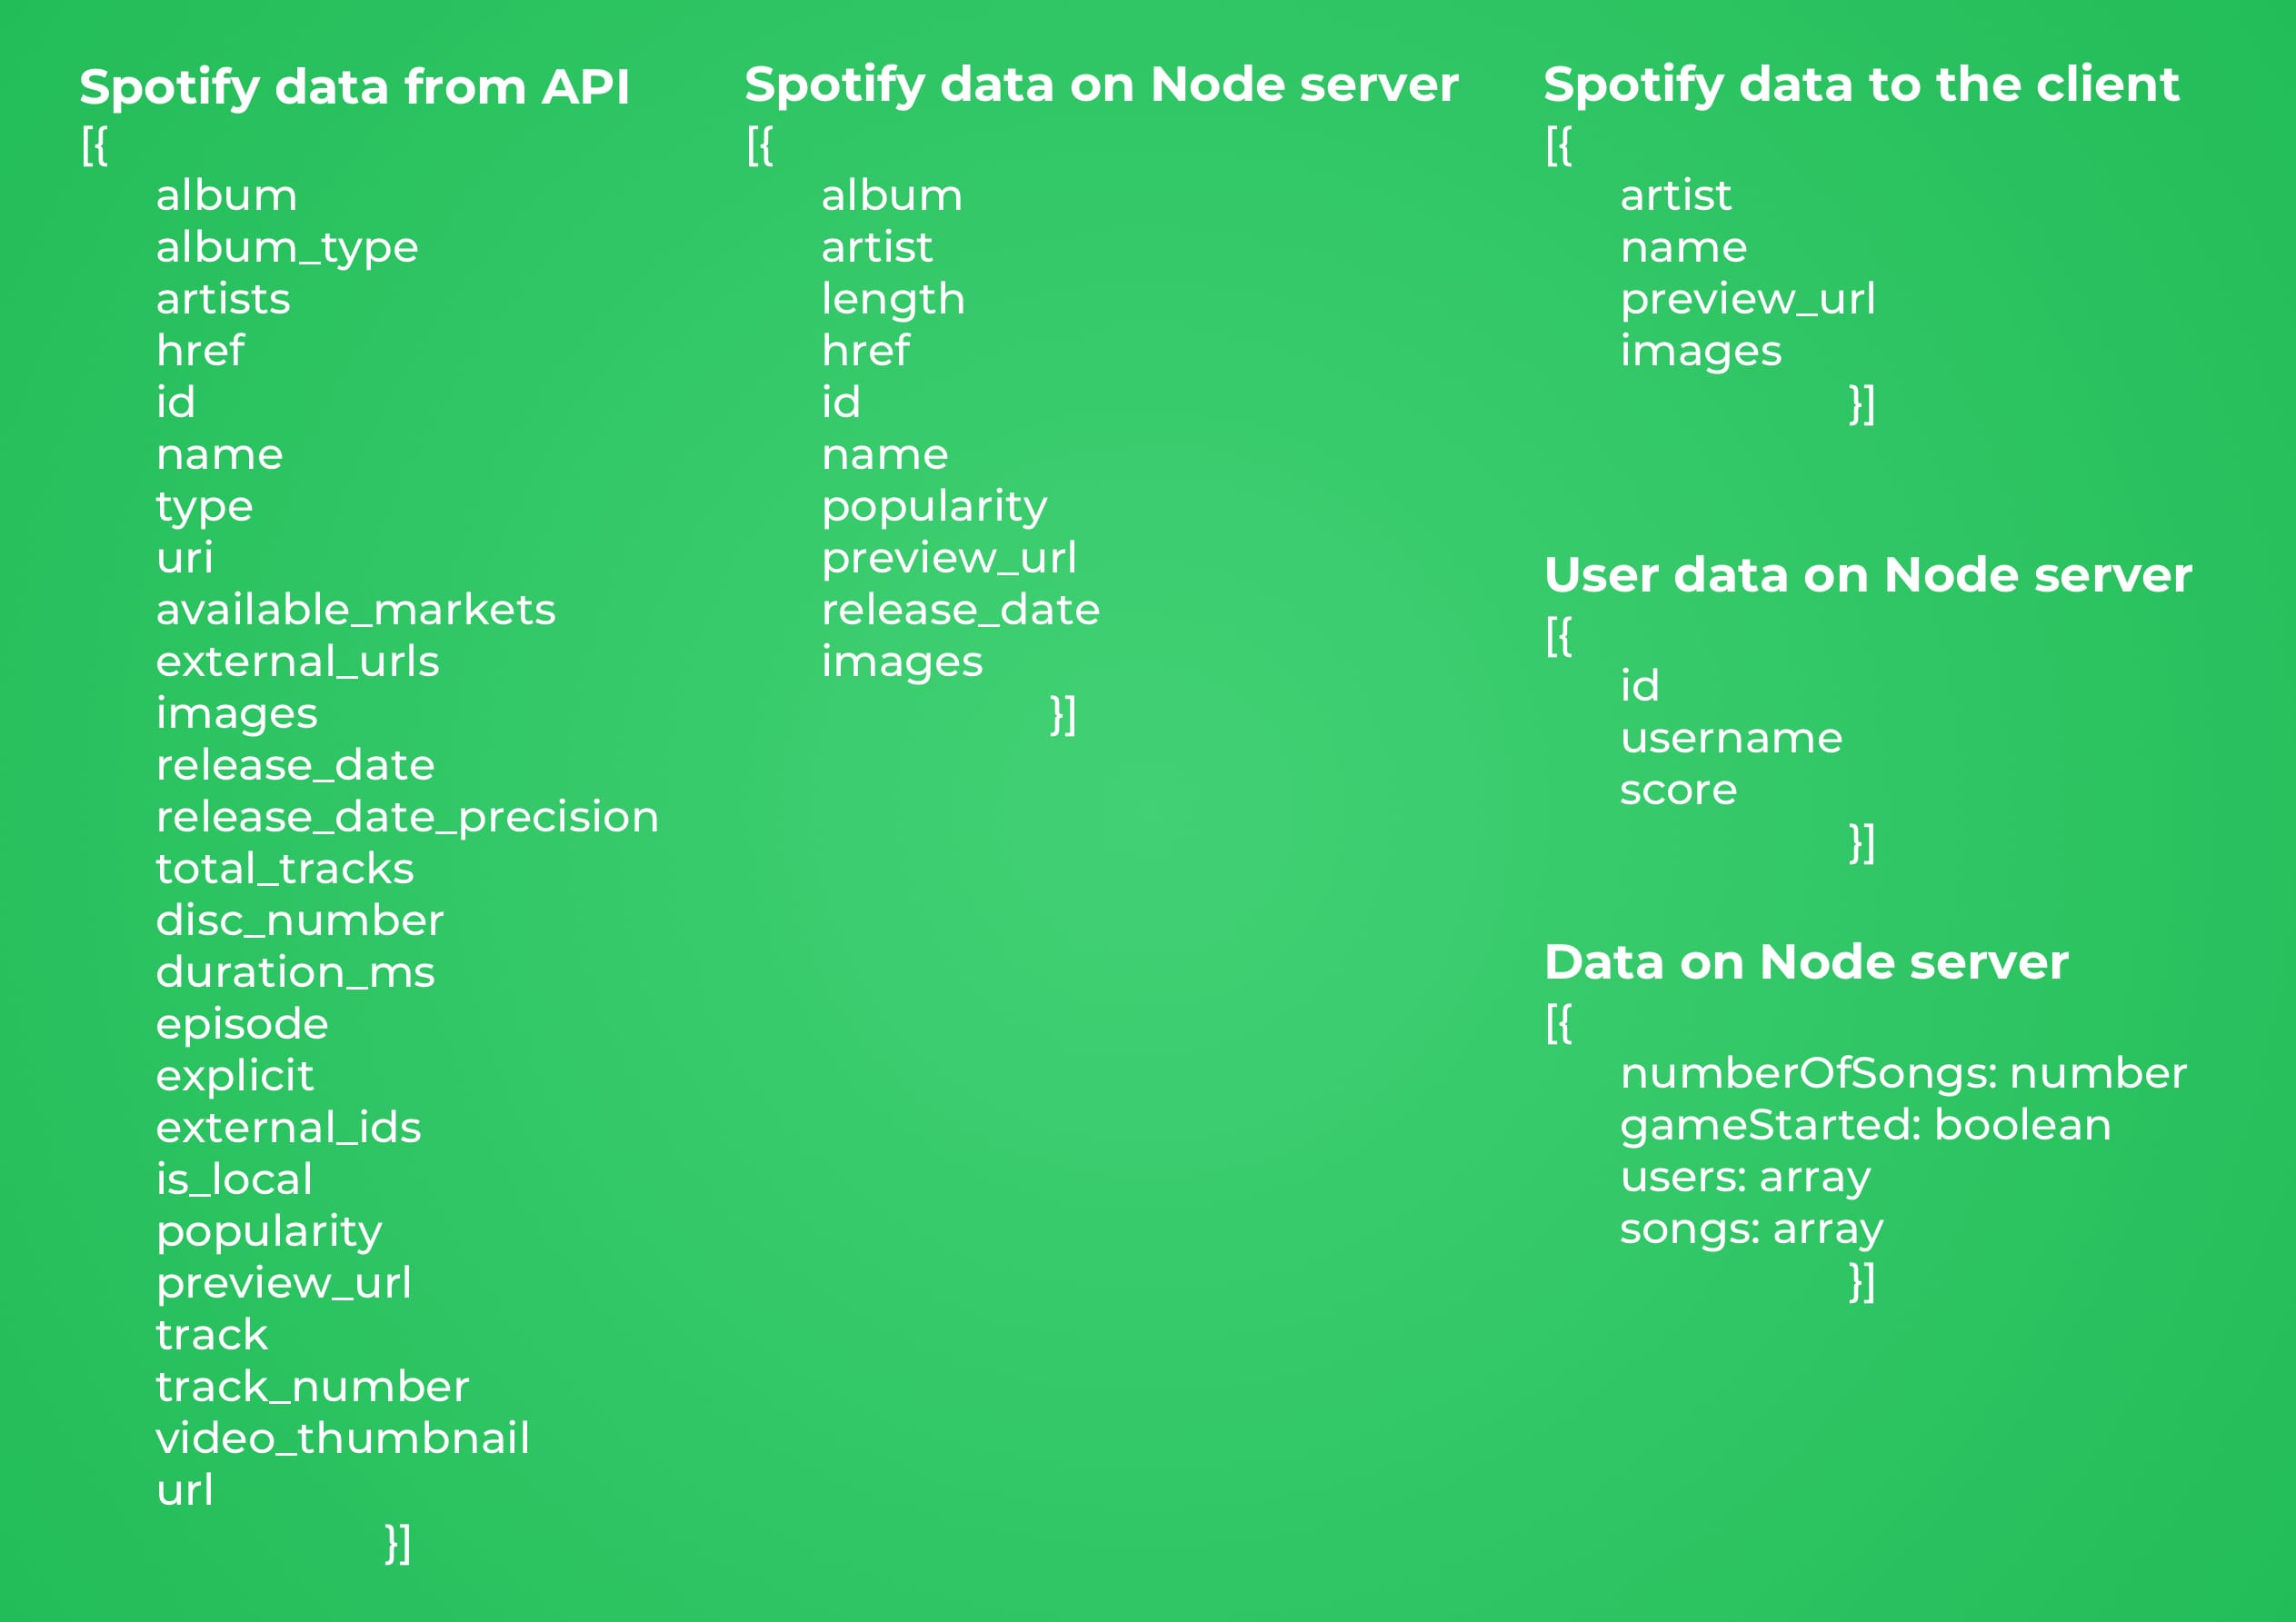 Spotify data from API
[{
album
album_type
artists
href
id
name
type
uri
available_markets
external_urls
images
release_date
release_date_precision
total_tracks
disc_number
duration_ms
episode
explicit
external_ids
is_local
popularity
preview_url
track
track_number
video_thumbnail
url
}]
Spotify data on Node server
[{
album
artist
length
href
id
name
popularity
preview_url
release_date
images
}]
Spotify data to the client
[{
artist
name
preview_url
images
}]
User data on Node server
[{
id
username
score
}]
Data on Node server
[{
numberOfSongs: number
gameStarted: boolean
users: array
songs: array
}]